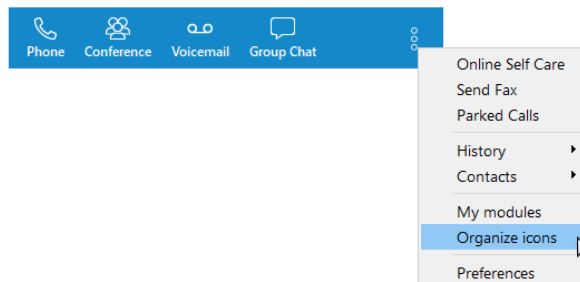 Phone Conference Voicemail Group Chat
Online Self Care
Send Fax
Parked Calls
History
Contacts
My modules
Organize icons
Preferences